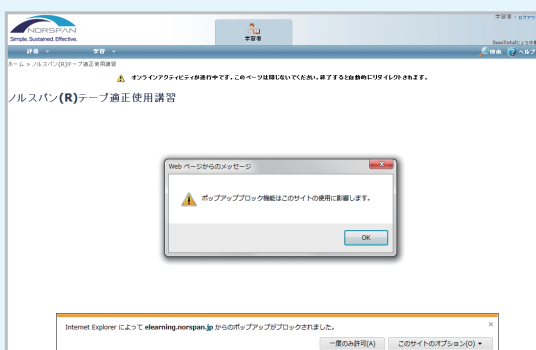 NORSPAN
Simple. Sustained. Effective.
学習者
学習者 - ログアウト
評価
学習
検索
ホーム > ノルスパン(R)テープ適正使用講習
オンラインアクティビティが進行中です。このページは閉じないでください。終了すると自動的にリダイレクトされます。
ノルスパン(R)テープ適正使用講習
Web ページからのメッセージ
ポップアップブロック機能はこのサイトの使用に影響します。
OK
Internet Explorer によって elearning.norspan.jp からのポップアップがブロックされました。
一度のみ許可(A)
このサイトのオプション(O)